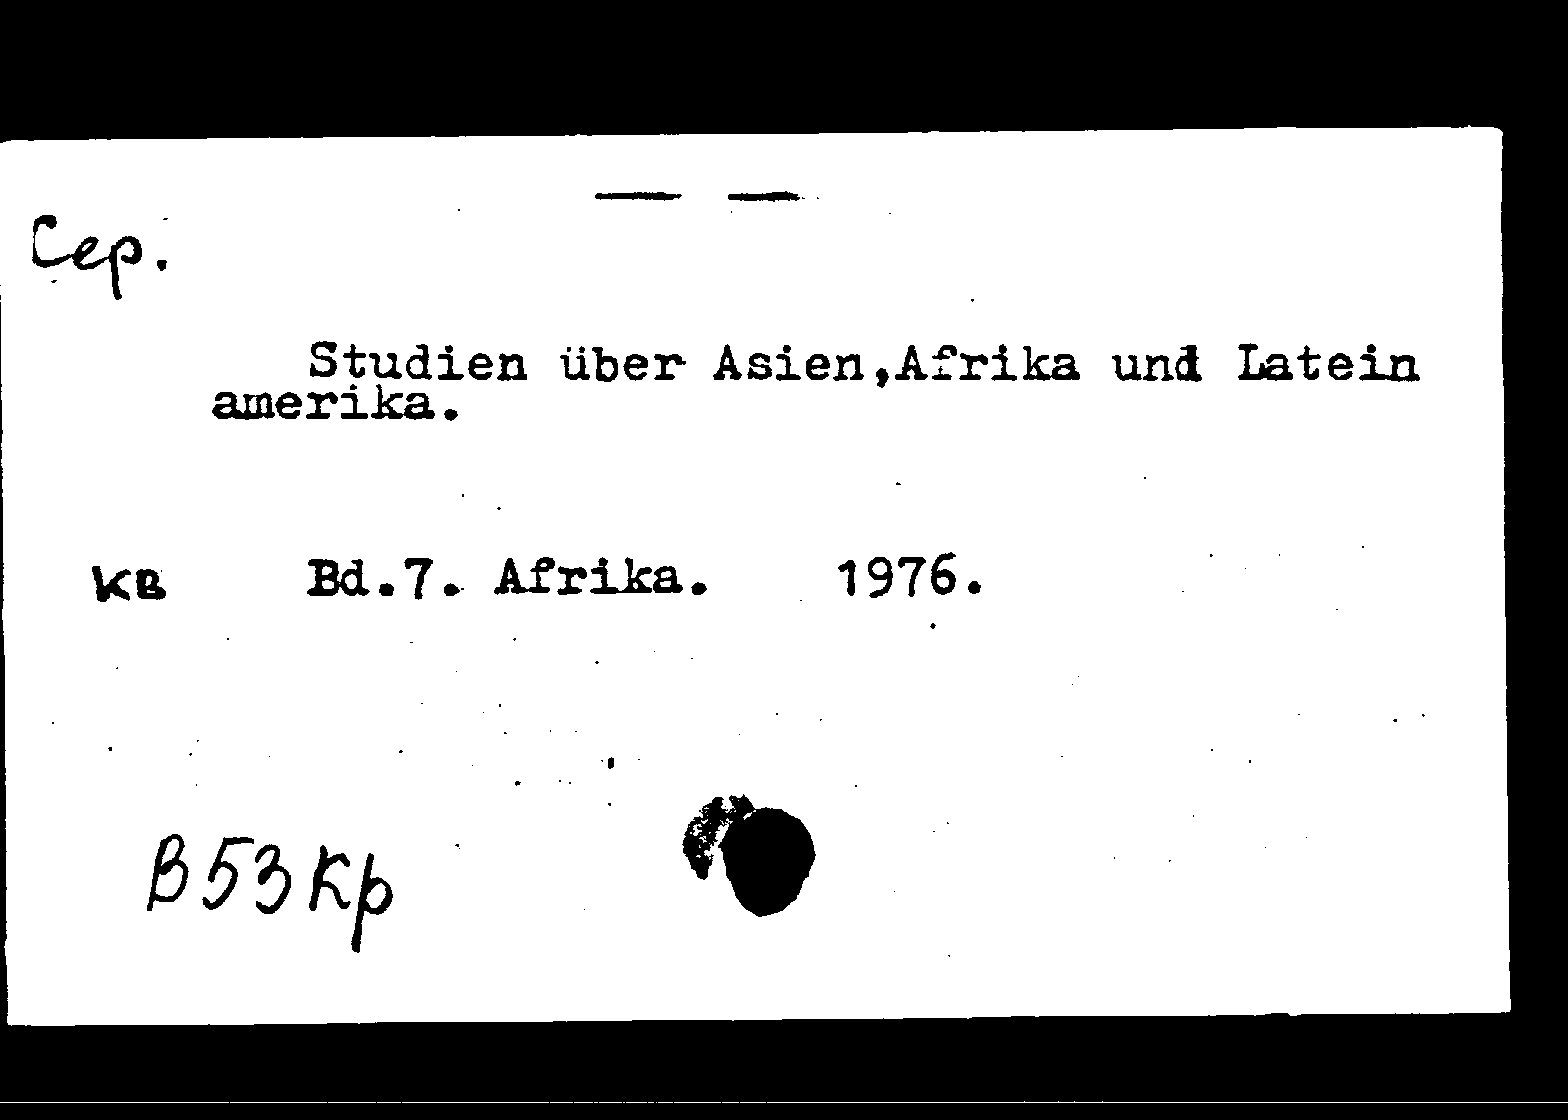 — —
Сер.
Studien über Asien,Afrika und Latein
amerika.
КВ Bd.7. Afrika. 1976.
В53Кр